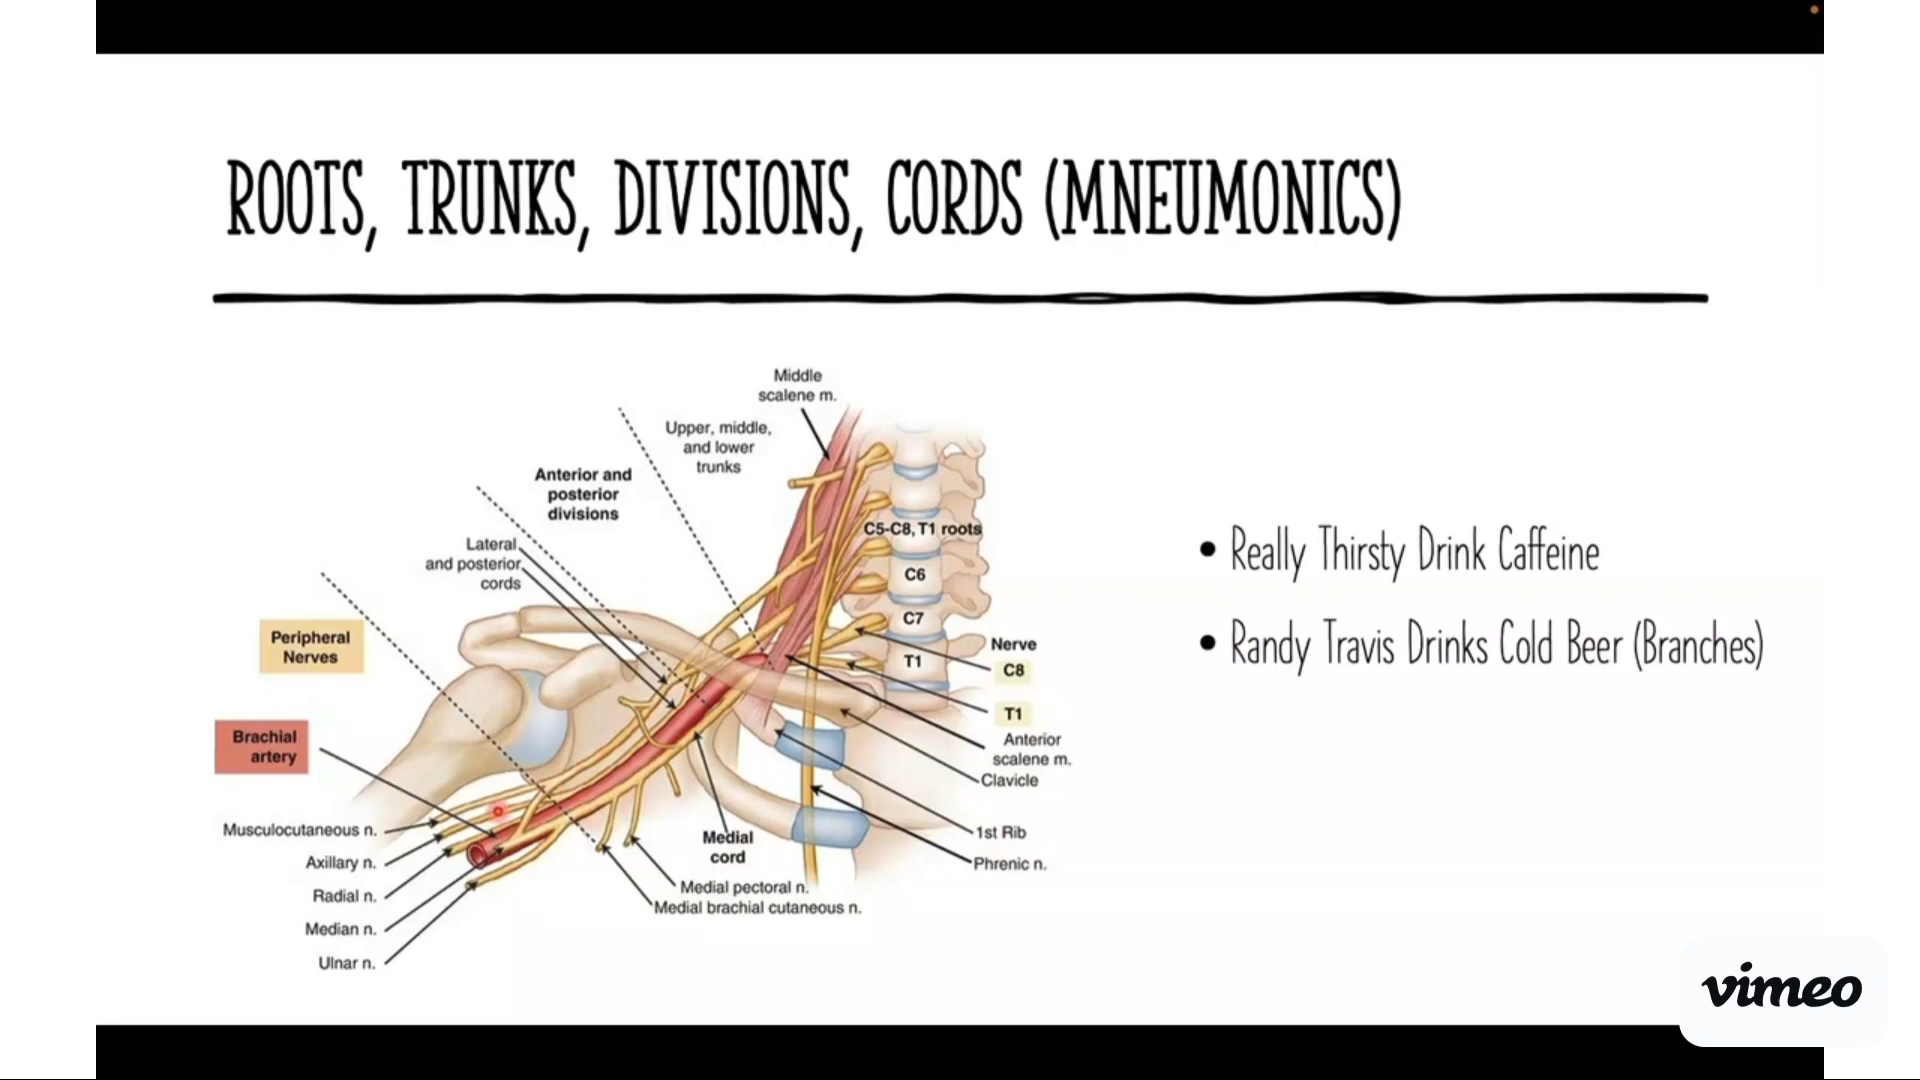 ROOTS, TRUNKS, DIVISIONS, CORDS (MNEUMONICS)
Middle
scalene m.
Upper, middle,
and lower
trunks
Anterior and
posterior
divisions
Lateral
and posterior
cords
C5-C8, T1 roots
C6
C7
T1
Peripheral
Nerves
Brachial
artery
Nerve
C8
T1
Anterior
scalene m.
Clavicle
1st Rib
Phrenic n.
Musculocutaneous n.
Axillary n.
Radial n.
Median n.
Ulnar n.
Medial
cord
Medial pectoral n.
Medial brachial cutaneous n.
• Really Thirsty Drink Caffeine
• Randy Travis Drinks Cold Beer (Branches)
vimeo